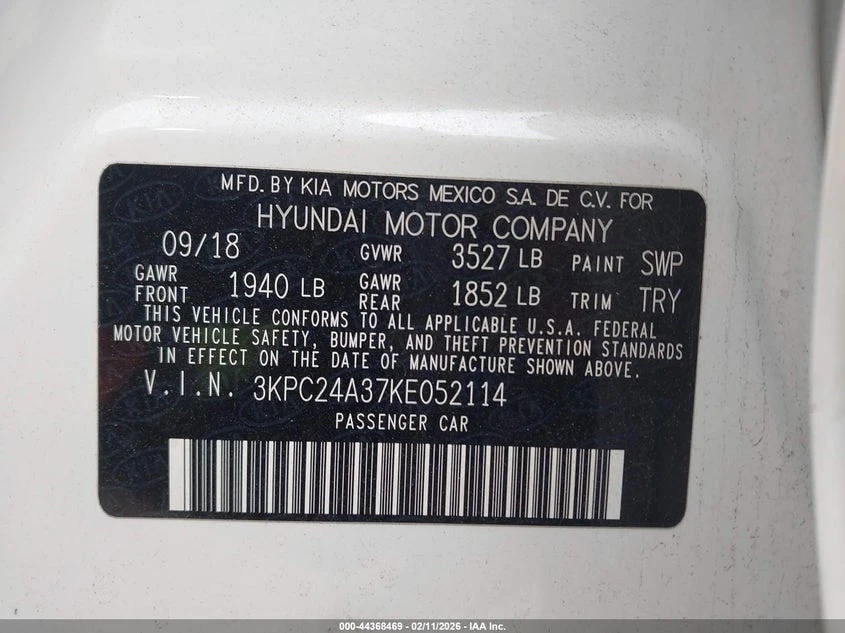 MFD. BY KIA MOTORS MEXICO S.A. DE C.V. FOR
HYUNDAI MOTOR COMPANY
09/18 GVWR 3527 LB PAINT SWP
GAWR FRONT 1940 LB GAWR REAR 1852 LB TRIM TRY
THIS VEHICLE CONFORMS TO ALL APPLICABLE U.S.A. FEDERAL
MOTOR VEHICLE SAFETY, BUMPER, AND THEFT PREVENTION STANDARDS
IN EFFECT ON THE DATE OF MANUFACTURE SHOWN ABOVE.
V.I.N. 3KPC24A37KE052114
PASSENGER CAR
000-44368469 - 02/11/2026 - IAA Inc.